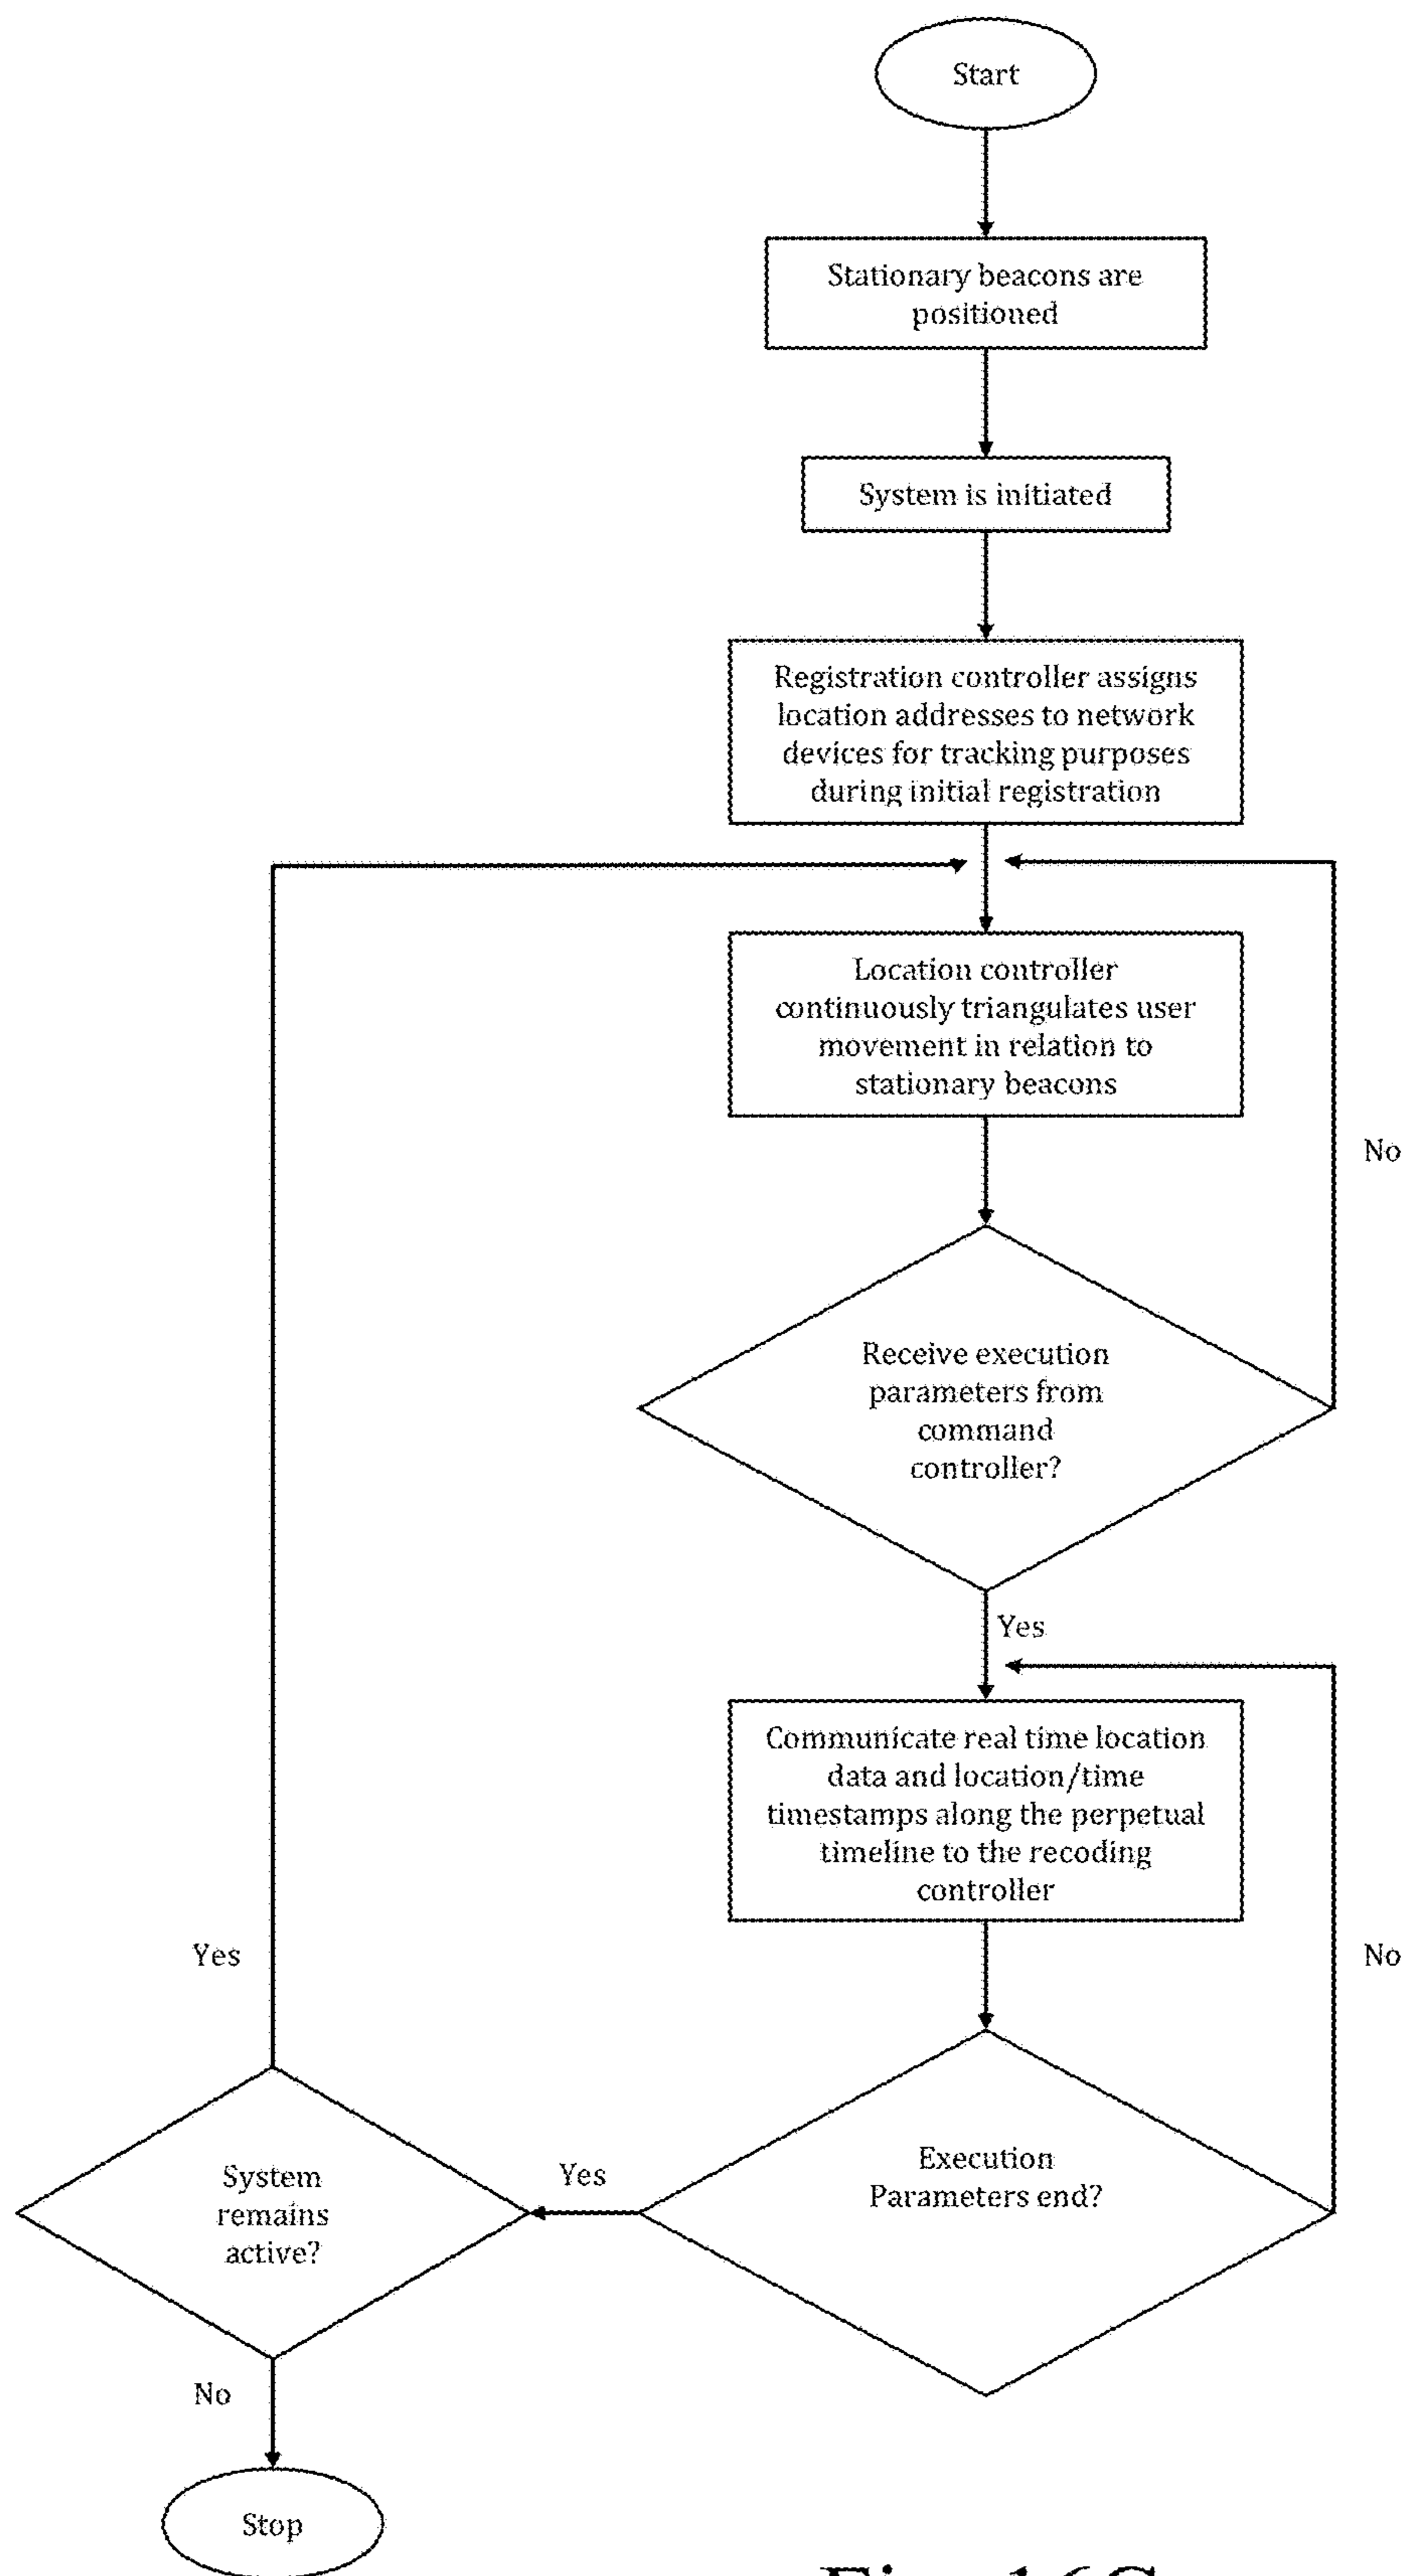 Start
Stationary beacons are
positioned
System is initiated
Registration controller assigns
location addresses to network
devices for tracking purposes
during initial registration
Location controller
continuously triangulates user
movement in relation to
stationary beacons
No
Receive execution
parameters from
command
controller?
Yes
Communicate real time location
data and location/time
timestamps along the perpetual
timeline to the recoding
controller
Yes
No
Execution
Parameters end?
Yes
System
remains
active?
No
Stop